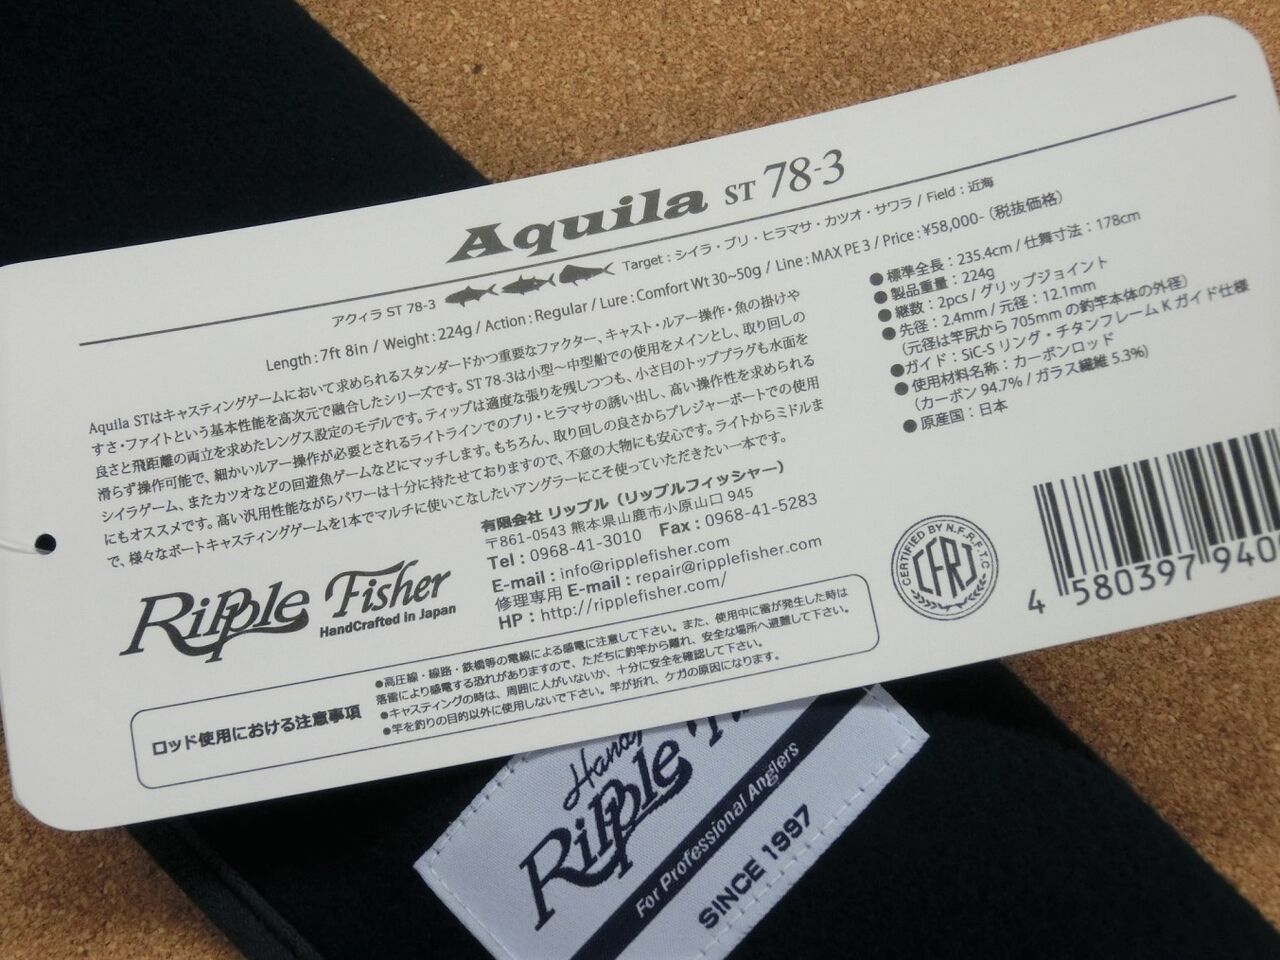 Aquila ST 78-3
アクィラ ST 78-3
Target : シイラ・ブリ・ヒラマサ・カツオ・サワラ / Field : 近海
Length : 7ft 8in / Weight : 224g / Action : Regular / Lure : Comfort Wt 30~50g / Line : MAX PE 3 / Price : ¥58,000- (税抜価格)
Aquila STはキャスティングゲームにおいて求められるスタンダードかつ重要なファクター、キャスト・ルアー操作・魚の掛けや
すさ・ファイトという基本性能を高次元で融合したシリーズです。ST 78-3は小型〜中型船での使用をメインとし、取り回しの
良さと飛距離の両立を求めたレングス設定のモデルです。ティップは適度な張りを残しつつも、小さ目のトッププラグも水面を
滑らず操作可能で、細かいルアー操作が必要とされるライトラインでのブリ・ヒラマサの誘い出し、高い操作性を求められる
シイラゲーム、またカツオなどの回遊魚ゲームなどにマッチします。もちろん、取り回しの良さからプレジャーボートでの使用
にもオススメです。高い汎用性能ながらパワーは十分に持たせておりますので、不意の大物にも安心です。ライトからミドルま
で、様々なボートキャスティングゲームを1本でマルチに使いこなしたいアングラーにこそ使っていただきたい一本です。
●標準全長 : 235.4cm / 仕舞寸法 : 178cm
●製品重量 : 224g
●継数 : 2pcs / グリップジョイント
●先径 : 2.4mm / 元径 : 12.1mm
(元径は竿尻から 705mm の釣竿本体の外径)
●ガイド : SiC-S リング・チタンフレーム K ガイド仕様
●使用材料名称 : カーボンロッド
(カーボン 94.7% / ガラス繊維 5.3%)
●原産国 : 日本
Ripple Fisher
HandCrafted in Japan
有限会社 リップル (リップルフィッシャー)
〒861-0543 熊本県山鹿市小原山口 945
Tel : 0968-41-3010 Fax : 0968-41-5283
E-mail : info@ripplefisher.com
修理専用 E-mail : repair@ripplefisher.com
HP : http://ripplefisher.com/
CERTIFIED BY N.F.R.F.T.C
CFRJ
4 580397 940
ロッド使用における注意事項
●高圧線・線路・鉄橋等の電線による感電に注意して下さい。また、使用中に雷が発生した時は
落雷により感電する恐れがありますので、ただちに釣竿から離れ、安全な場所へ避難して下さい。
●キャスティングの時は、周囲に人がいないか、十分に安全を確認して下さい。
●竿を釣りの目的以外に使用しないで下さい。竿が折れ、ケガの原因になります。
Ripple
For Professional Anglers
SINCE 1997